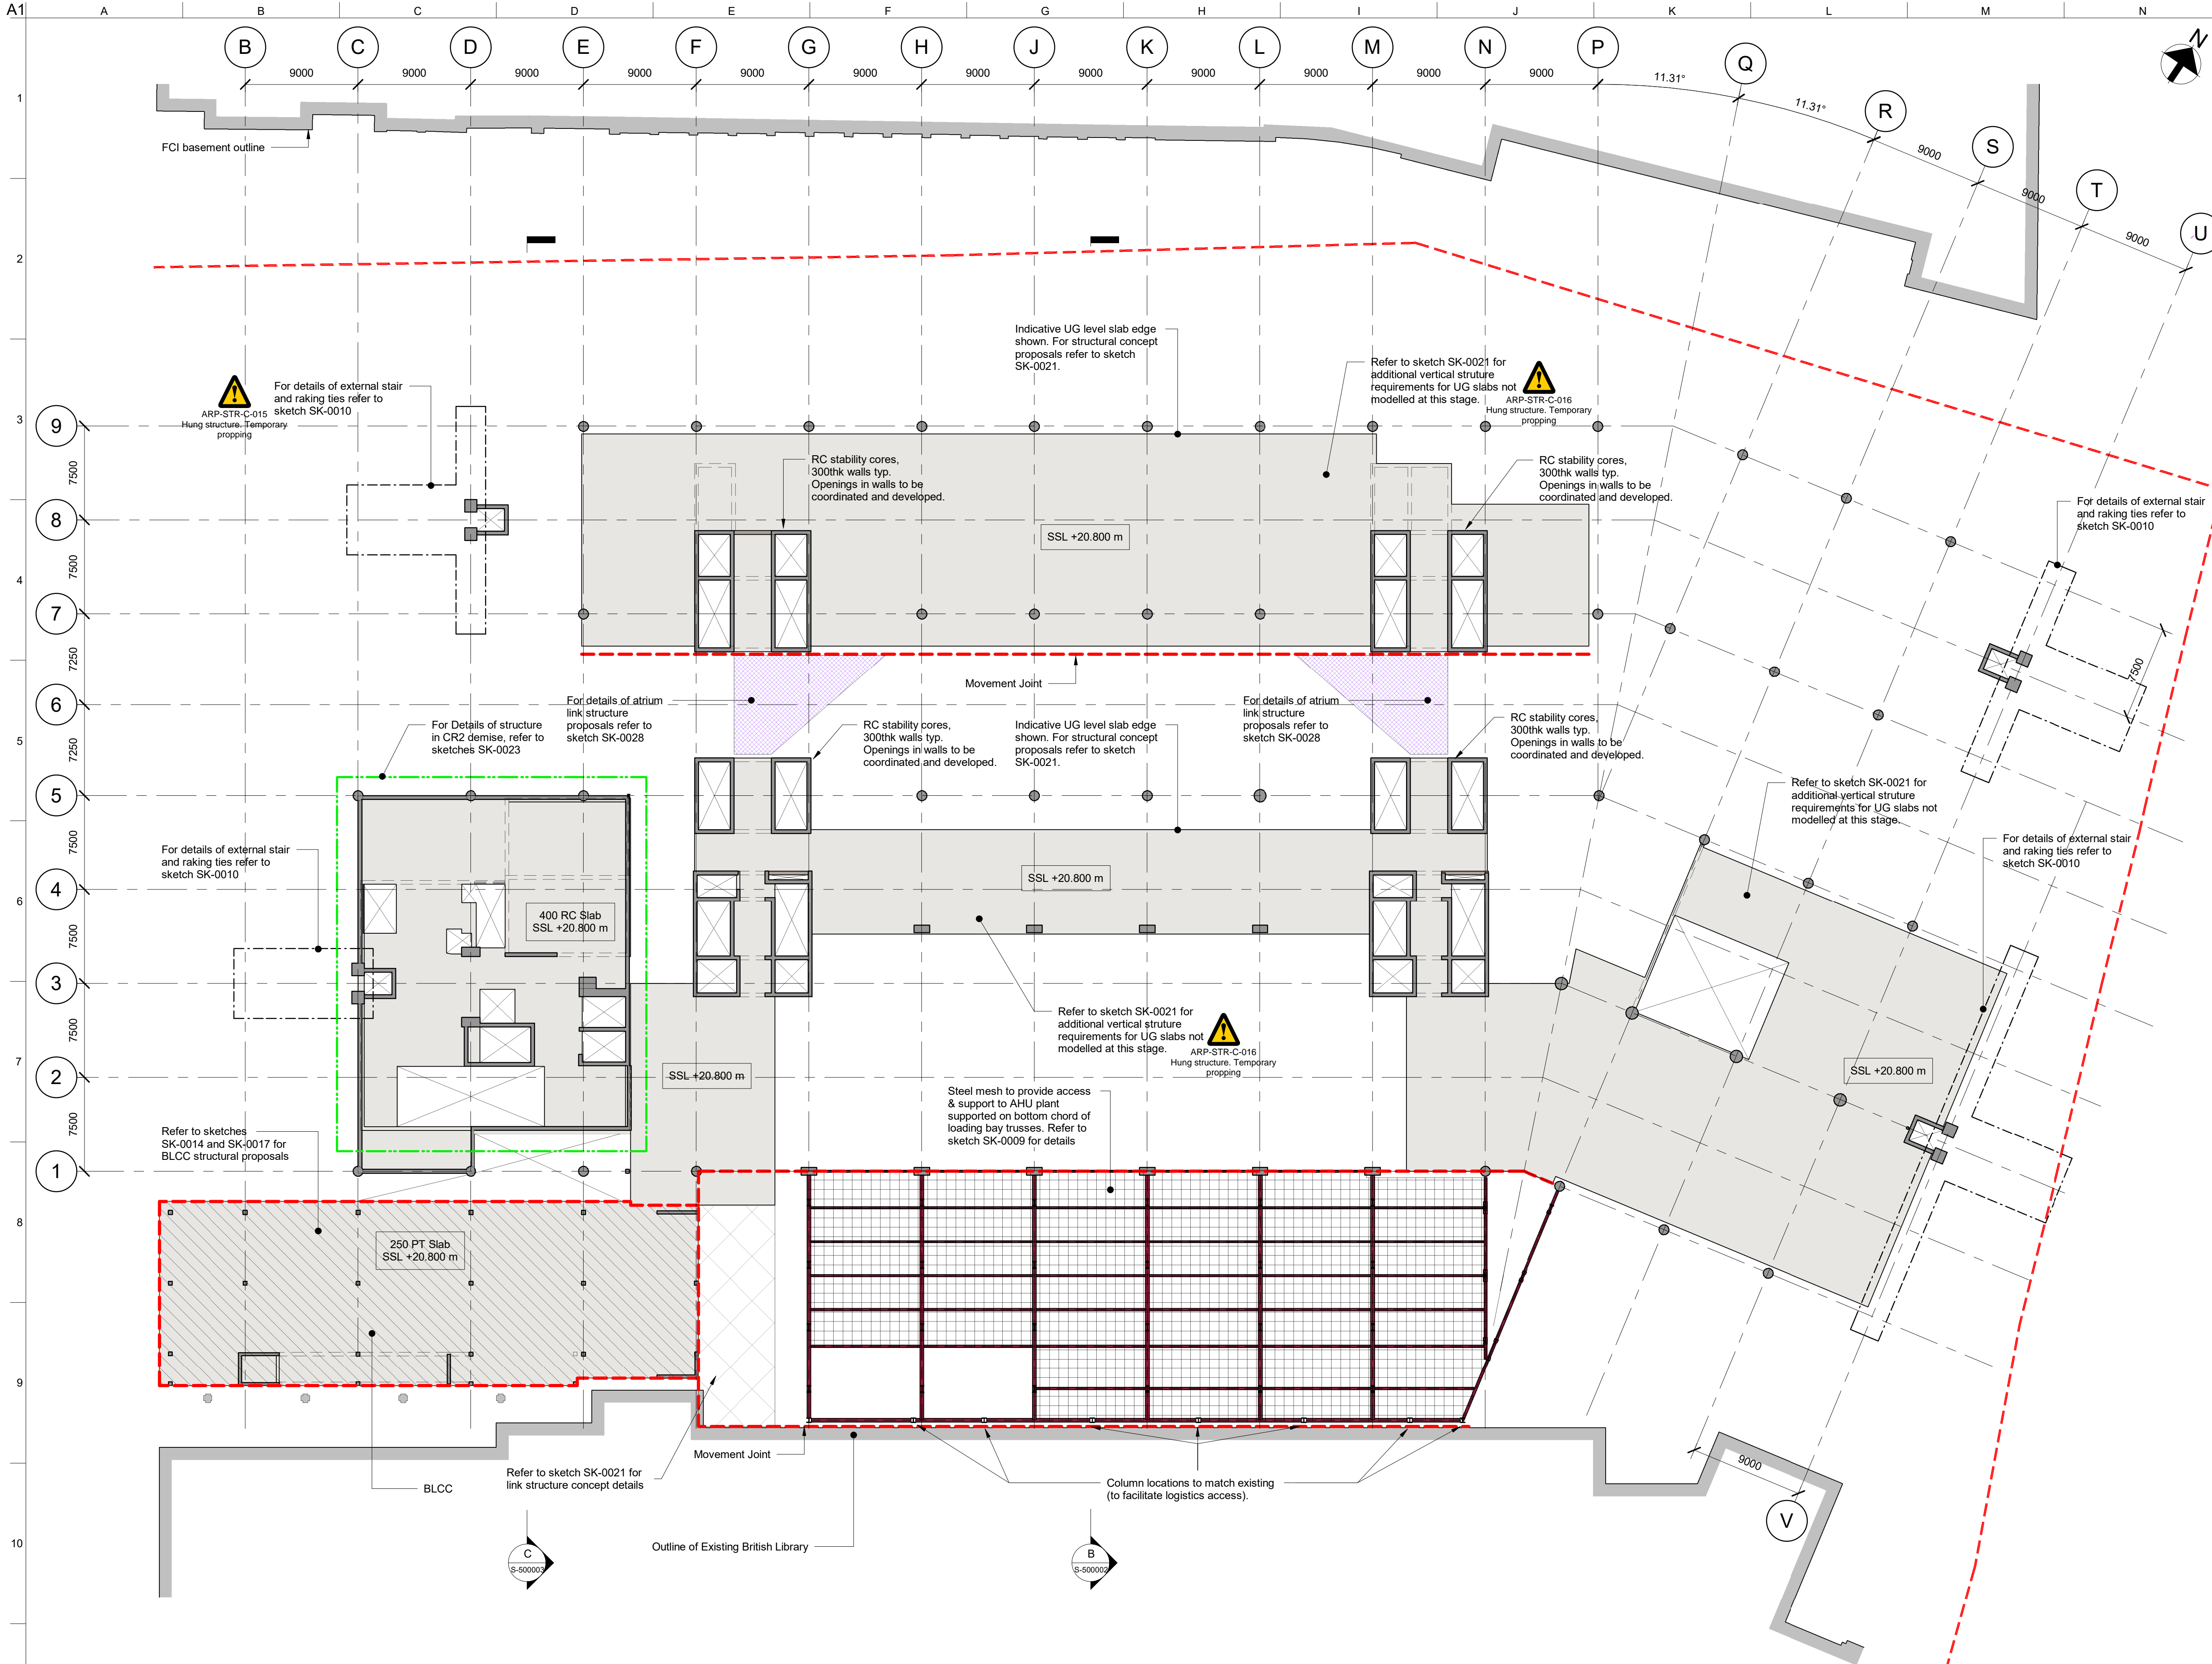 A1
A
B
C
D
E
F
G
H
I
J
K
L
M
N
B
C
D
E
F
G
H
J
K
L
M
N
P
Q
R
S
T
U
N
9000
9000
9000
9000
9000
9000
9000
9000
9000
9000
9000
9000
11.31°
11.31°
9000
9000
9000
1
2
3
4
5
6
7
8
9
10
FCI basement outline
Indicative UG level slab edge
shown. For structural concept
proposals refer to sketch
SK-0021.
Refer to sketch SK-0021 for
additional vertical struture
requirements for UG slabs not
modelled at this stage.
ARP-STR-C-016
Hung structure. Temporary
propping
ARP-STR-C-015
Hung structure. Temporary
propping
For details of external stair
and raking ties refer to
sketch SK-0010
9
8
7
6
5
4
3
2
1
7500
7500
7250
7250
7500
7500
7500
7500
RC stability cores,
300thk walls typ.
Openings in walls to be
coordinated and developed.
RC stability cores,
300thk walls typ.
Openings in walls to be
coordinated and developed.
For details of external stair
and raking ties refer to
sketch SK-0010
SSL +20.800 m
7500
Movement Joint
For details of atrium
link structure
proposals refer to
sketch SK-0028
For details of atrium
link structure
proposals refer to
sketch SK-0028
For Details of structure
in CR2 demise, refer to
sketches SK-0023
RC stability cores,
300thk walls typ.
Openings in walls to be
coordinated and developed.
Indicative UG level slab edge
shown. For structural concept
proposals refer to sketch
SK-0021.
RC stability cores,
300thk walls typ.
Openings in walls to be
coordinated and developed.
Refer to sketch SK-0021 for
additional vertical struture
requirements for UG slabs not
modelled at this stage.
For details of external stair
and raking ties refer to
sketch SK-0010
For details of external stair
and raking ties refer to
sketch SK-0010
SSL +20.800 m
400 RC Slab
SSL +20.800 m
Refer to sketch SK-0021 for
additional vertical struture
requirements for UG slabs not
modelled at this stage.
ARP-STR-C-016
Hung structure. Temporary
propping
SSL +20.800 m
SSL +20.800 m
Steel mesh to provide access
& support to AHU plant
supported on bottom chord of
loading bay trusses. Refer to
sketch SK-0009 for details
Refer to sketches
SK-0014 and SK-0017 for
BLCC structural proposals
250 PT Slab
SSL +20.800 m
Movement Joint
Refer to sketch SK-0021 for
link structure concept details
BLCC
Column locations to match existing
(to facilitate logistics access).
9000
V
Outline of Existing British Library
C
S-500003
B
S-500002